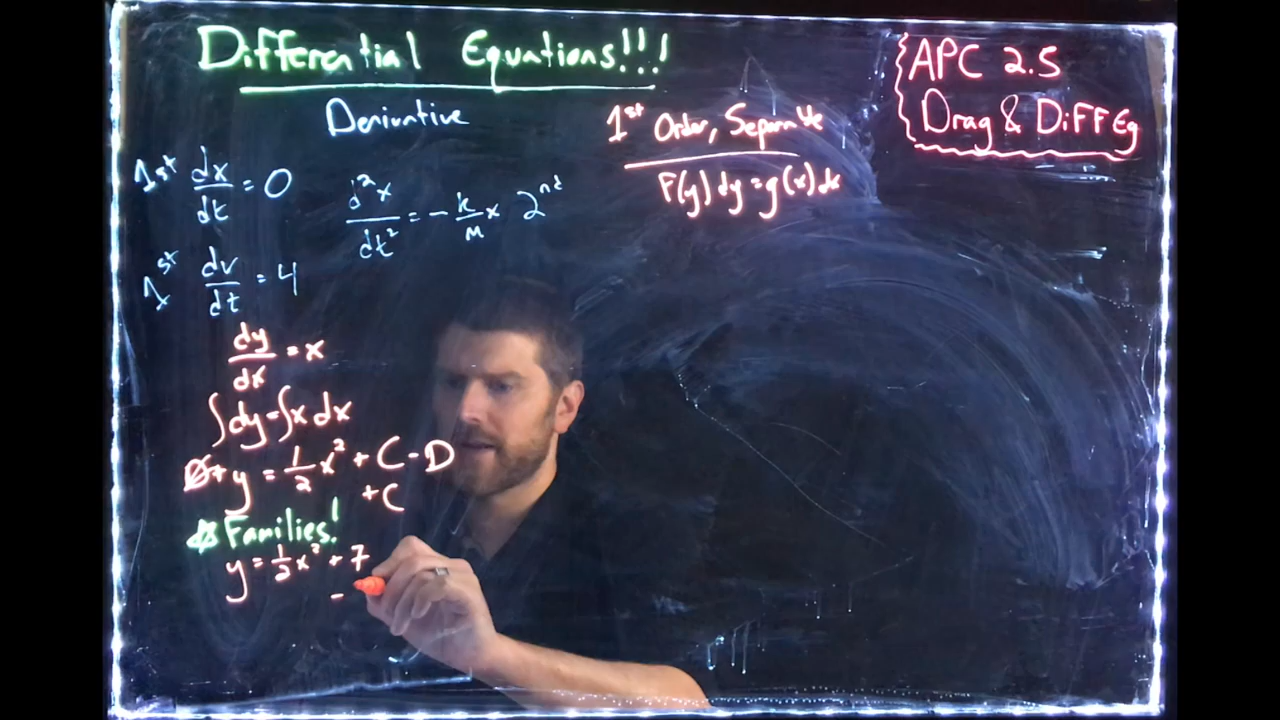 Differential Equations!!!
Derivative
1st dx/dt = 0
d²x/dt² = -k/m x 2nd
1st dv/dt = 4
dy/dx = x
∫dy=∫x dx
D+ y = 1/2 x² + C - D
+C
Families!
y = 1/2 x² + 7
-
1st Order, Separable
F(y) dy = g(x) dx
APC 2.5
Drag & DiFFEq